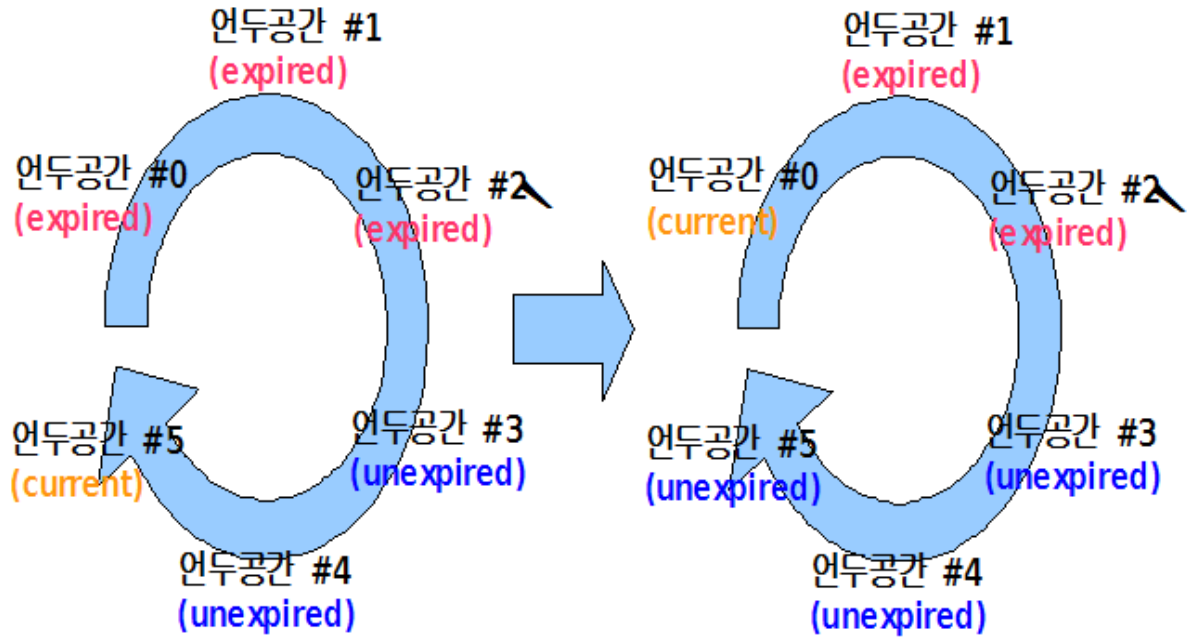 언두공간 #1
(expired)
언두공간 #0
(expired)
언두공간 #2
(expired)
언두공간 #5
(current)
언두공간 #3
(unexpired)
언두공간 #4
(unexpired)
언두공간 #1
(expired)
언두공간 #0
(current)
언두공간 #2
(expired)
언두공간 #5
(unexpired)
언두공간 #3
(unexpired)
언두공간 #4
(unexpired)